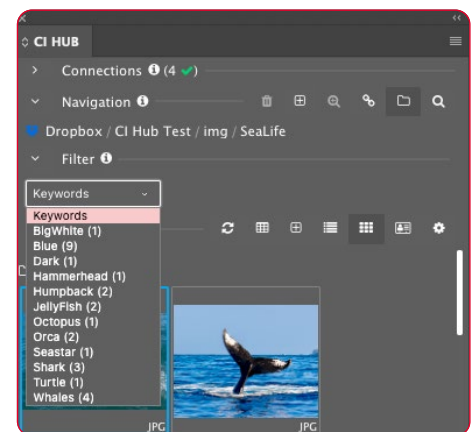 CI HUB
Connections (4 )
Navigation
Dropbox / CI Hub Test / img / SeaLife
Filter
Keywords
Keywords
BigWhite (1)
Blue (9)
Dark (1)
Hammerhead (1)
Humpback (2)
JellyFish (2)
Octopus (1)
Orca (2)
Seastar (1)
Shark (3)
Turtle (1)
Whales (4)
JPG
JPG